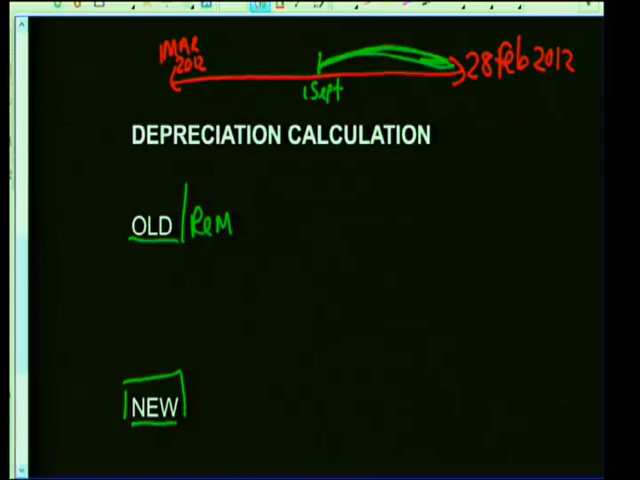 1 MAR
2012
28 Feb 2012
1 Sept
DEPRECIATION CALCULATION
OLD / Rem
NEW